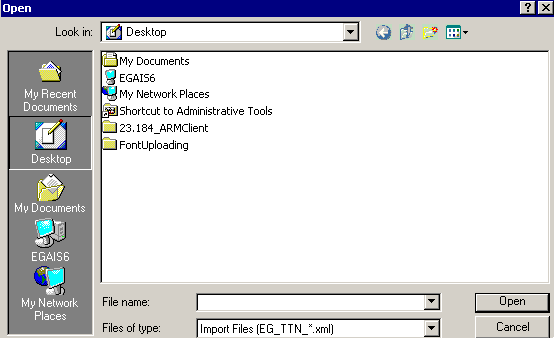 Open
Look in:
Desktop
My Recent
Documents
Desktop
My Documents
EGAIS6
My Network
Places
My Documents
EGAIS6
My Network Places
Shortcut to Administrative Tools
23.184_ARMClient
FontUploading
File name:
Open
Files of type:
Import Files (EG_TTN_*.xml)
Cancel